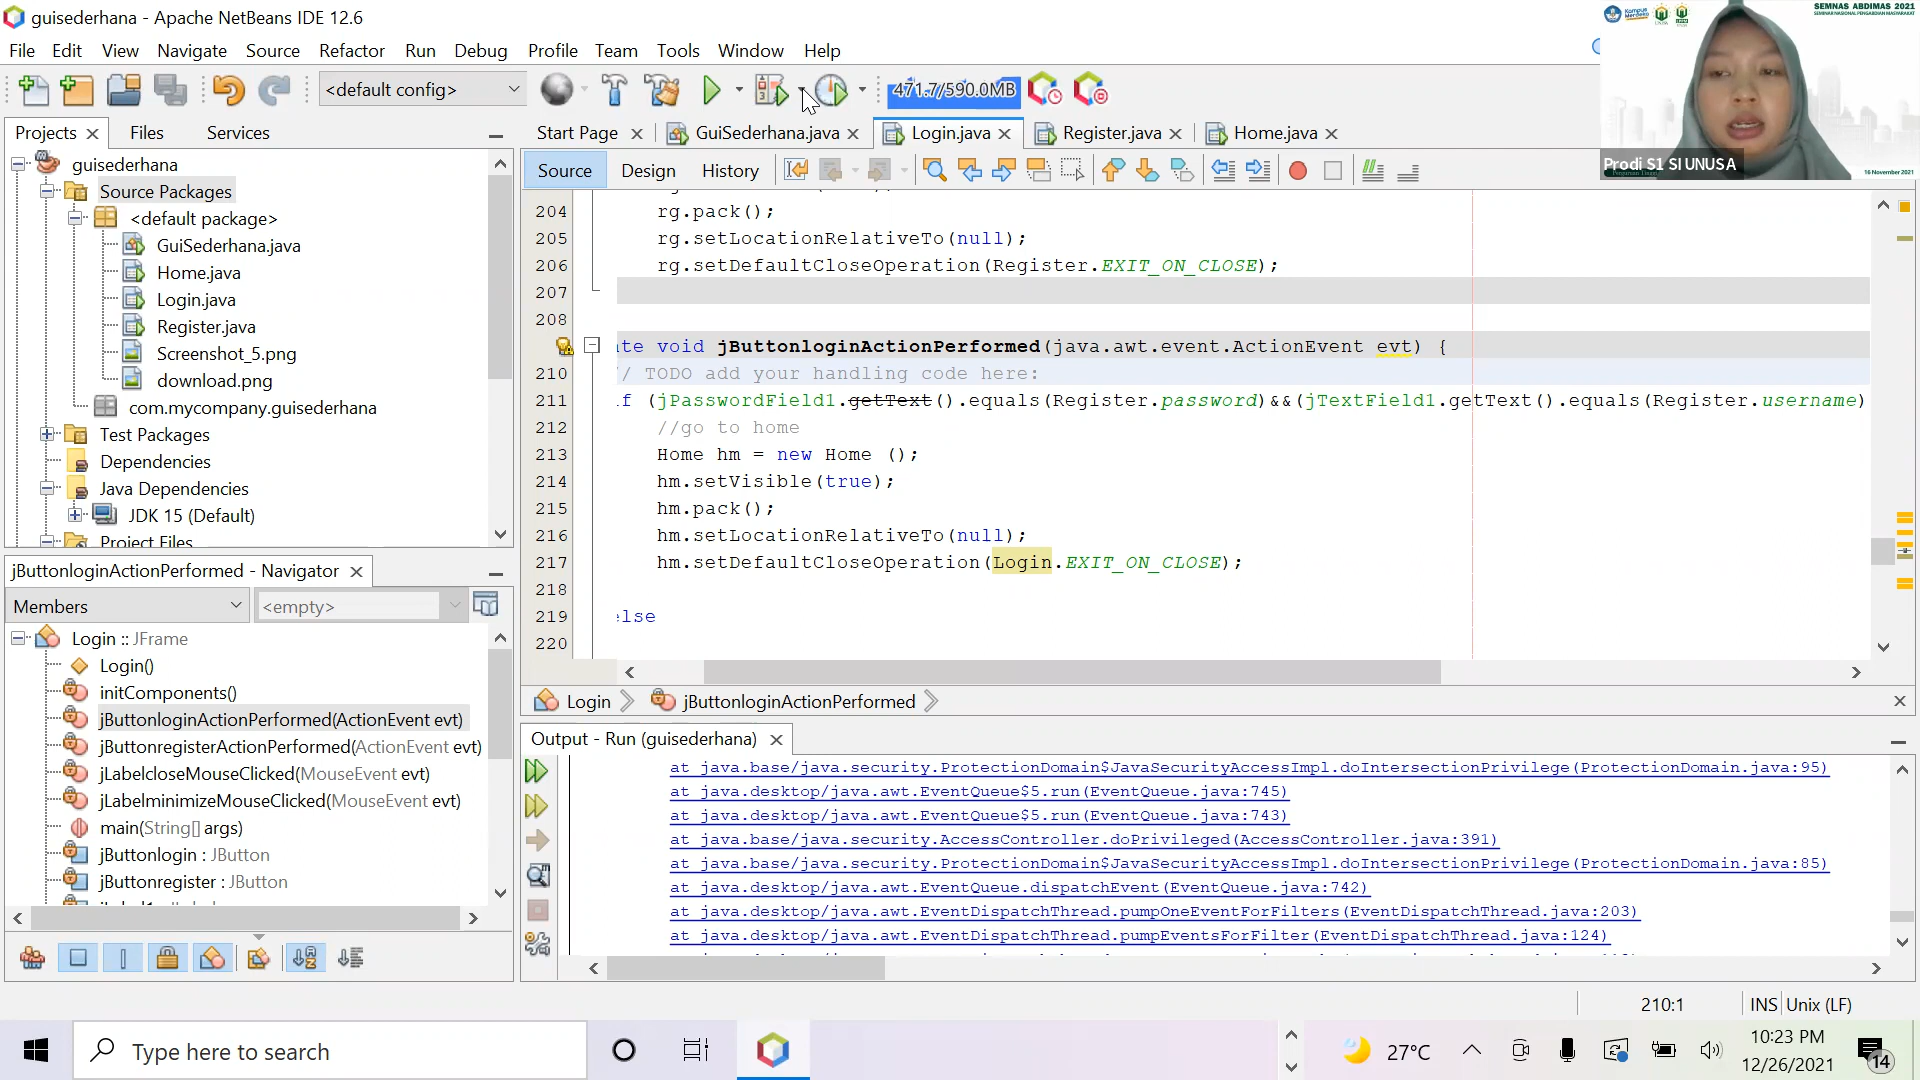 guisederhana - Apache NetBeans IDE 12.6
File Edit View Navigate Source Refactor Run Debug Profile Team Tools Window Help
<default config>
471.7/590.0MB
SEMNAS ABDIMAS 2021
Prodi S1 SI UNUSA
16 November 2021
Projects Files Services
Start Page GuiSederhana.java Login.java Register.java Home.java
Source Design History
guisederhana
Source Packages
<default package>
GuiSederhana.java
Home.java
Login.java
Register.java
Screenshot_5.png
download.png
com.mycompany.guisederhana
Test Packages
Dependencies
Java Dependencies
JDK 15 (Default)
Project Files
204 rg.pack();
205 rg.setLocationRelativeTo(null);
206 rg.setDefaultCloseOperation(Register.EXIT_ON_CLOSE);
207
208
te void jButtonloginActionPerformed(java.awt.event.ActionEvent evt) {
210 / TODO add your handling code here:
211 if (jPasswordField1.getText().equals(Register.password)&&(jTextField1.getText().equals(Register.username)
212 //go to home
213 Home hm = new Home ();
214 hm.setVisible(true);
215 hm.pack();
216 hm.setLocationRelativeTo(null);
217 hm.setDefaultCloseOperation(Login.EXIT_ON_CLOSE);
218
219 else
220
Login jButtonloginActionPerformed
jButtonloginActionPerformed - Navigator
Members <empty>
Login :: JFrame
Login()
initComponents()
jButtonloginActionPerformed(ActionEvent evt)
jButtonregisterActionPerformed(ActionEvent evt)
jLabelcloseMouseClicked(MouseEvent evt)
jLabelminimizeMouseClicked(MouseEvent evt)
main(String[] args)
jButtonlogin : JButton
jButtonregister : JButton
Output - Run (guisederhana)
at java.base/java.security.ProtectionDomain$JavaSecurityAccessImpl.doIntersectionPrivilege(ProtectionDomain.java:95)
at java.desktop/java.awt.EventQueue$5.run(EventQueue.java:745)
at java.desktop/java.awt.EventQueue$5.run(EventQueue.java:743)
at java.base/java.security.AccessController.doPrivileged(AccessController.java:391)
at java.base/java.security.ProtectionDomain$JavaSecurityAccessImpl.doIntersectionPrivilege(ProtectionDomain.java:85)
at java.desktop/java.awt.EventQueue.dispatchEvent(EventQueue.java:742)
at java.desktop/java.awt.EventDispatchThread.pumpOneEventForFilters(EventDispatchThread.java:203)
at java.desktop/java.awt.EventDispatchThread.pumpEventsForFilter(EventDispatchThread.java:124)
210:1 INS Unix (LF)
Type here to search
27°C
10:23 PM
12/26/2021
14